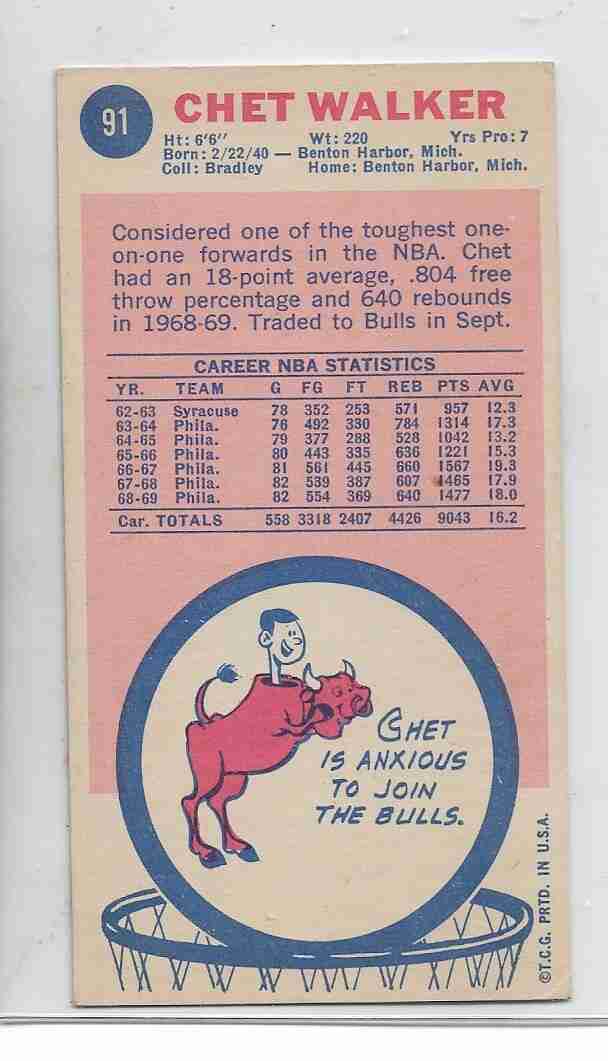 91
CHET WALKER
Ht: 6'6" Wt: 220 Yrs Pro: 7
Born: 2/22/40 — Benton Harbor, Mich.
Coll: Bradley Home: Benton Harbor, Mich.
Considered one of the toughest one-
on-one forwards in the NBA. Chet
had an 18-point average, .804 free
throw percentage and 640 rebounds
in 1968-69. Traded to Bulls in Sept.
CAREER NBA STATISTICS
YR. TEAM G FG FT REB PTS AVG
62-63 Syracuse 78 352 253 571 957 12.3
63-64 Phila. 76 492 330 784 1314 17.3
64-65 Phila. 79 377 288 528 1042 13.2
65-66 Phila. 80 443 335 636 1221 15.3
66-67 Phila. 81 561 445 660 1567 19.3
67-68 Phila. 82 539 387 607 1465 17.9
68-69 Phila. 82 554 369 640 1477 18.0
Car. TOTALS 558 3318 2407 4426 9043 16.2
CHET
IS ANXIOUS
TO JOIN
THE BULLS.
©T.C.G. PRTD. IN U.S.A.